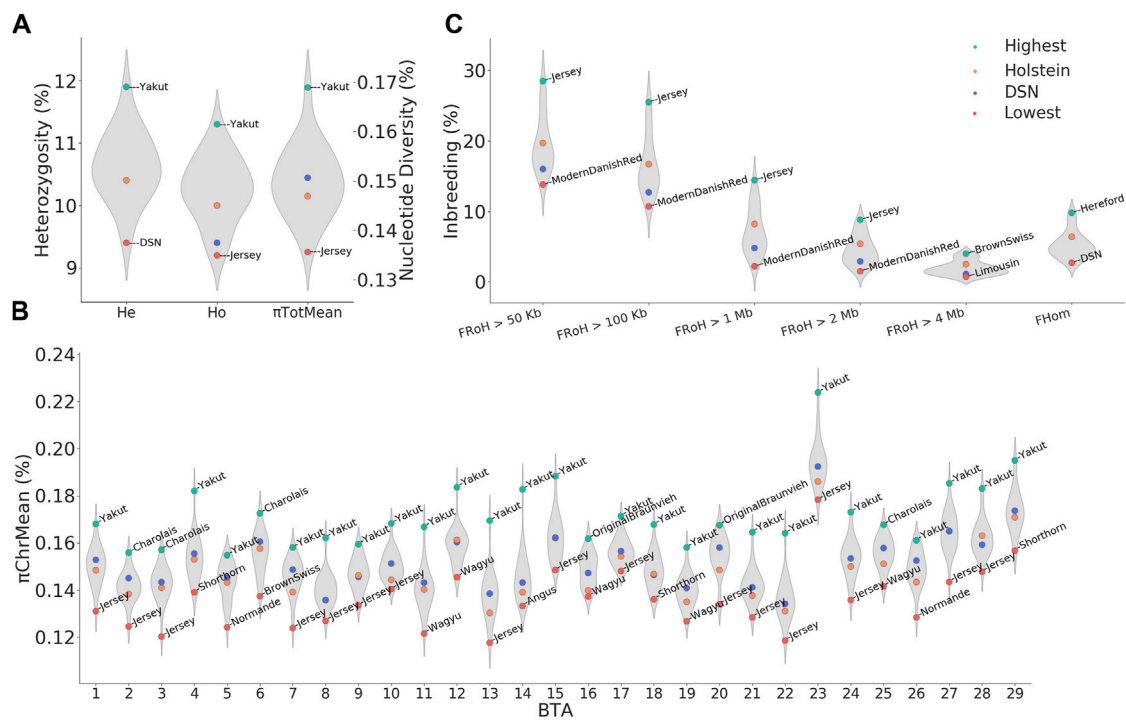 A
Heterozygosity (%)
12
11
10
9
Yakut
DSN
Yakut
Jersey
Yakut
Jersey
0.17
0.16
0.15
0.14
0.13
Nucleotide Diversity (%)
He
Ho
πTotMean
C
Inbreeding (%)
30
20
10
0
Jersey
ModernDanishRed
Jersey
ModernDanishRed
Jersey
ModernDanishRed
Jersey
ModernDanishRed
BrownSwiss
Limousin
Hereford
DSN
Highest
Holstein
DSN
Lowest
FRoH > 50 Kb
FRoH > 100 Kb
FRoH > 1 Mb
FRoH > 2 Mb
FRoH > 4 Mb
FHom
B
πChrMean (%)
0.24
0.22
0.20
0.18
0.16
0.14
0.12
Yakut
Jersey
Charolais
Jersey
Charolais
Jersey
Yakut
Shorthorn
Yakut
Normande
Charolais
BrownSwiss
Yakut
Jersey
Yakut
Jersey
Yakut
Jersey
Yakut
Jersey
Yakut
Wagyu
Yakut
Wagyu
Yakut
Jersey
Yakut
Angus
Yakut
Jersey
OriginalBraunvieh
Wagyu
Yakut
Jersey
Yakut
Shorthorn
Yakut
Wagyu
OriginalBraunvieh
Jersey
Yakut
Jersey
Yakut
Jersey
Yakut
Jersey
Yakut
Jersey
Charolais
Wagyu
Yakut
Normande
Yakut
Jersey
Yakut
Jersey
Yakut
Shorthorn
1 2 3 4 5 6 7 8 9 10 11 12 13 14 15 16 17 18 19 20 21 22 23 24 25 26 27 28 29
BTA